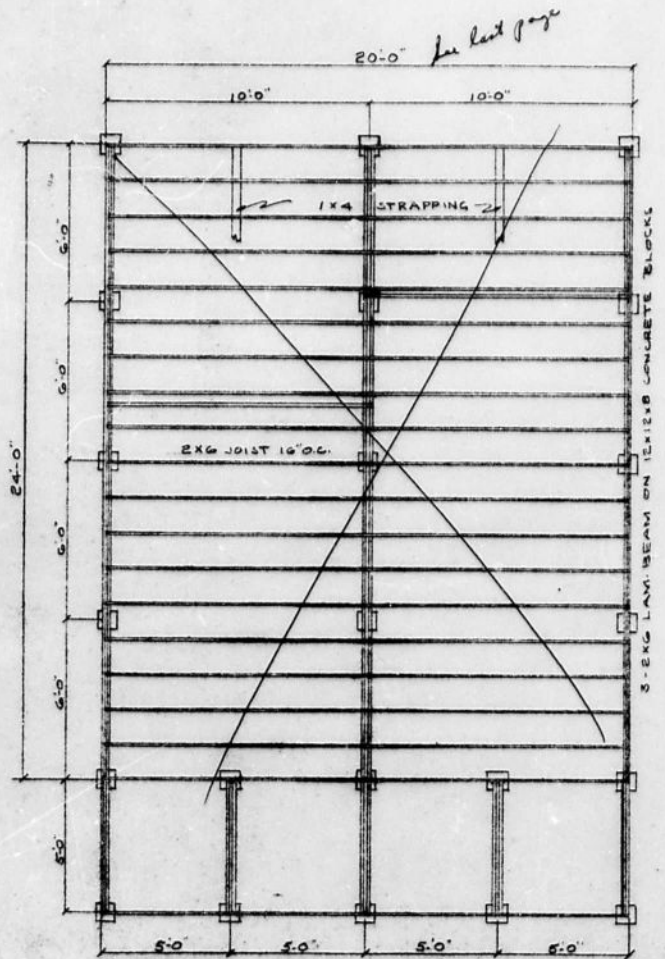 See last page
20'-0"
10'-0" 10'-0"
1 X 4 STRAPPING
6'-0"
6'-0"
24'-0"
2X6 JOIST 16" O.C.
6'-0"
6'-0"
5'-0"
5'-0" 5'-0" 5'-0" 5'-0"
3-2X6 LAM. BEAM ON 12X12X8 CONCRETE BLOCKS